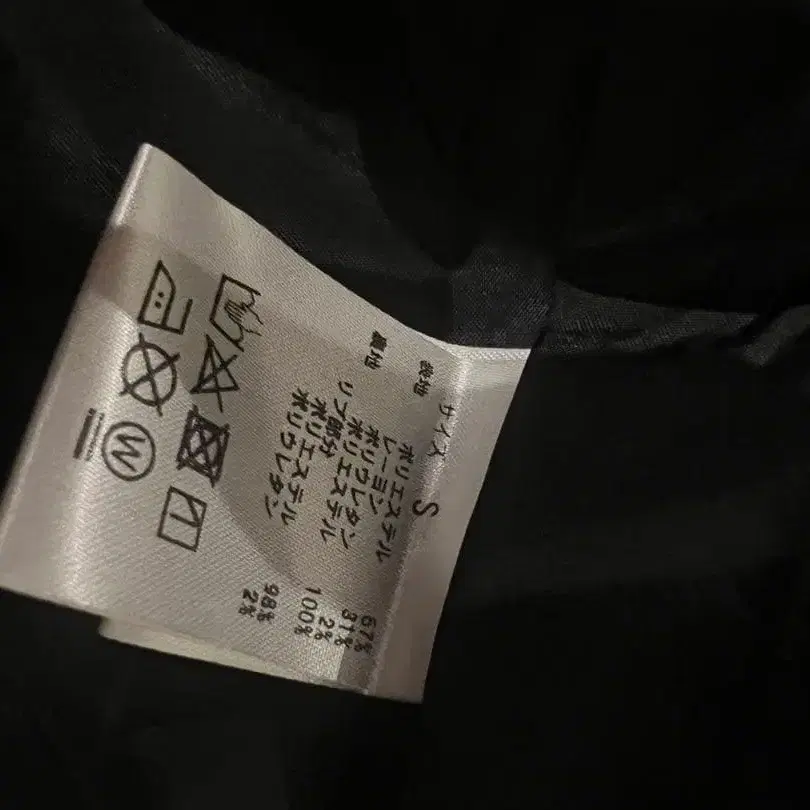 サイズ S
表地 ポリエステル 67%
レーヨン 31%
ポリウレタン 2%
裏地 ポリエステル 100%
リブ部分
ポリエステル 98%
ポリウレタン 2%
W